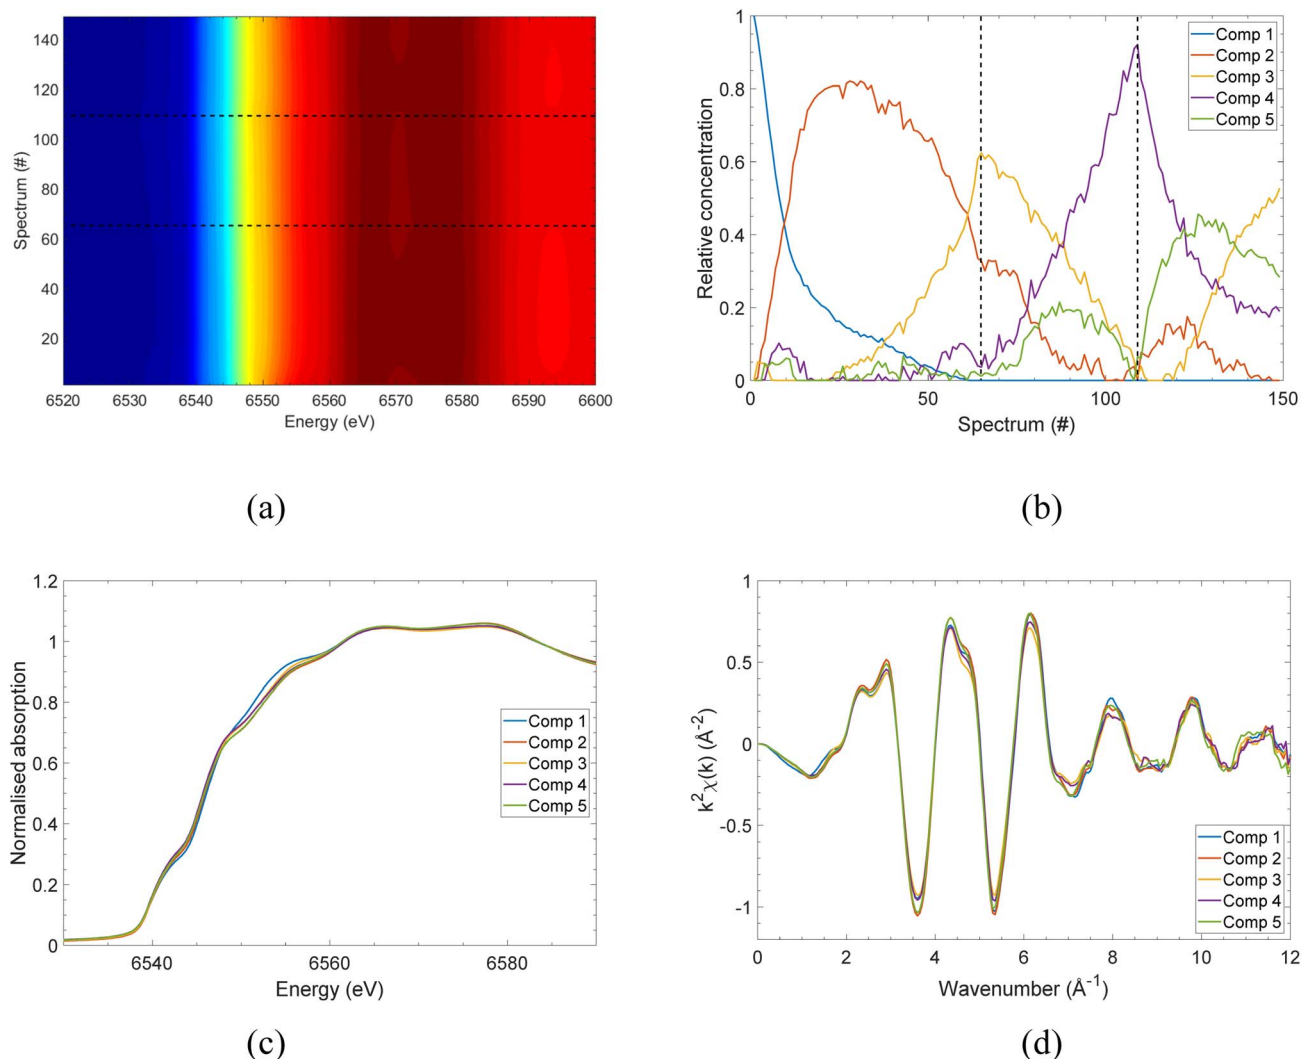 140
120
100
80
60
40
20
Spectrum (#)
6520 6530 6540 6550 6560 6570 6580 6590 6600
Energy (eV)
(a)
1
0.8
0.6
0.4
0.2
0
Relative concentration
Comp 1
Comp 2
Comp 3
Comp 4
Comp 5
0 50 100 150
Spectrum (#)
(b)
1.2
1
0.8
0.6
0.4
0.2
0
Normalised absorption
Comp 1
Comp 2
Comp 3
Comp 4
Comp 5
6540 6560 6580
Energy (eV)
(c)
1
0.5
0
-0.5
-1
k²χ(k) (Å⁻²)
Comp 1
Comp 2
Comp 3
Comp 4
Comp 5
0 2 4 6 8 10 12
Wavenumber (Å⁻¹)
(d)